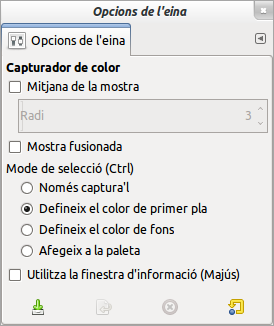 Opcions de l'eina
Opcions de l'eina
Capturador de color
Mitjana de la mostra
Radi 3
Mostra fusionada
Mode de selecció (Ctrl)
Només captura'l
Defineix el color de primer pla
Defineix el color de fons
Afegeix a la paleta
Utilitza la finestra d'informació (Majús)